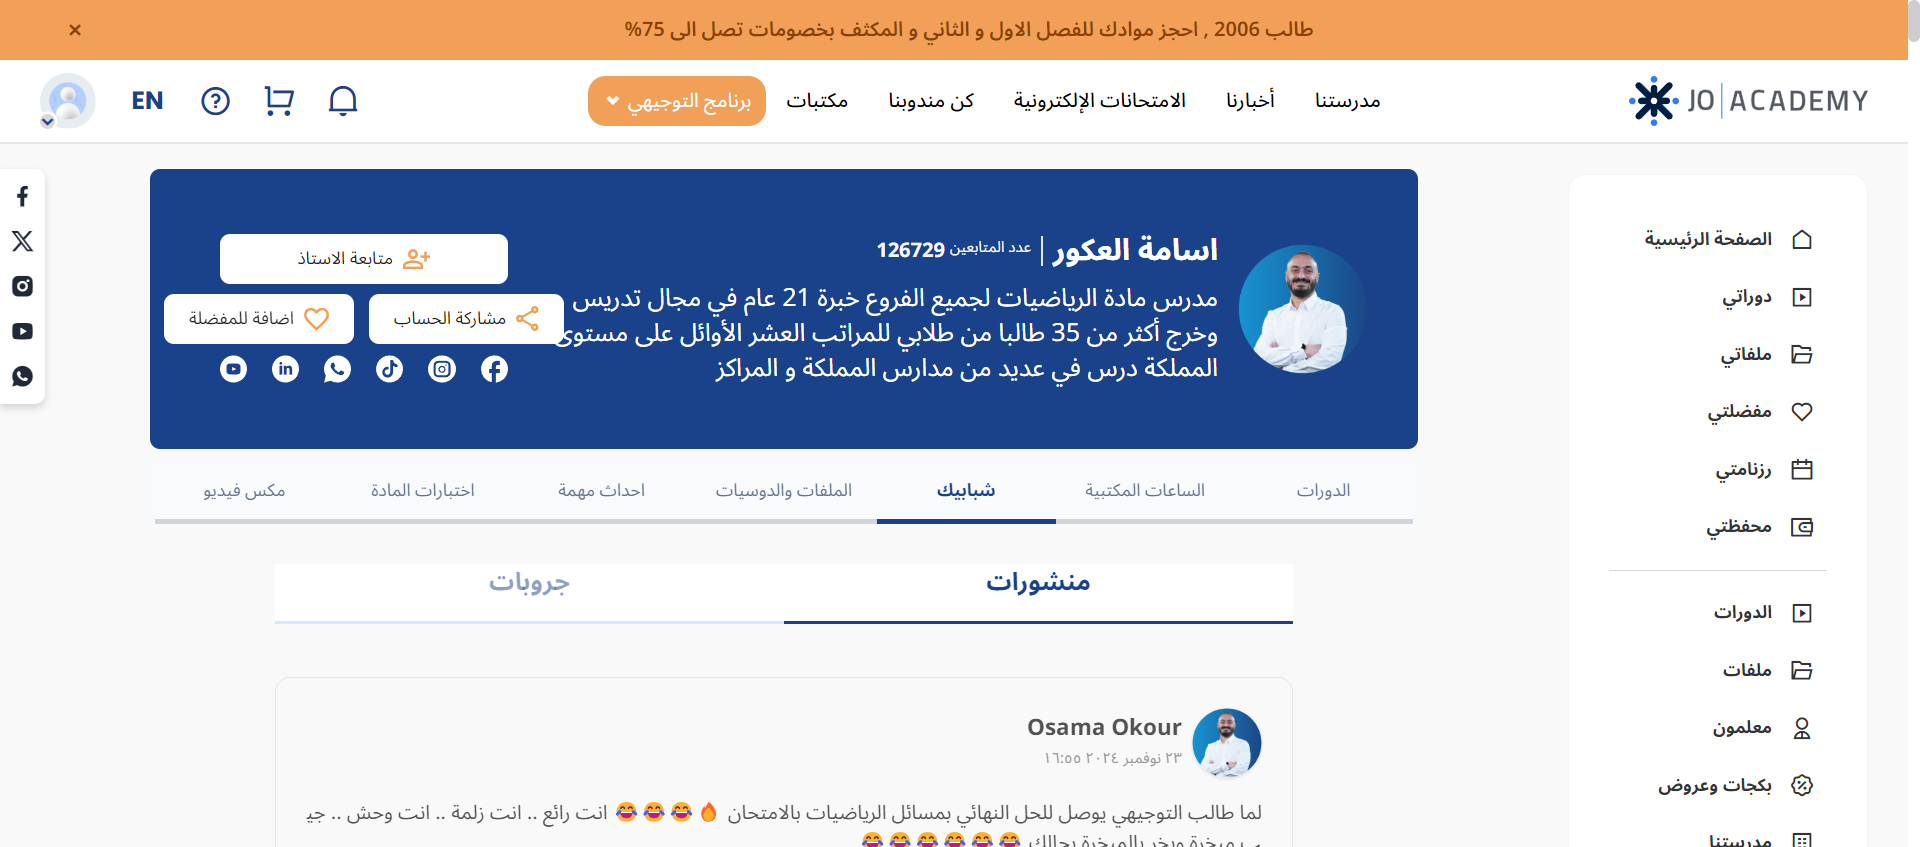 طالب 2006 , احجز موادك للفصل الاول و الثاني و المكثف بخصومات تصل الى 75%
×
JO ACADEMY
مدرستنا
أخبارنا
الامتحانات الإلكترونية
كن مندوبنا
مكتبات
برنامج التوجيهي
EN
الصفحة الرئيسية
دوراتي
ملفاتي
مفضلتي
رزنامتي
محفظتي
الدورات
ملفات
معلمون
بكجات وعروض
مدرستنا
اسامة العكور
عدد المتابعين 126729
مدرس مادة الرياضيات لجميع الفروع خبرة 21 عام في مجال تدريس
وخرج أكثر من 35 طالبا من طلابي للمراتب العشر الأوائل على مستوى
المملكة درس في عديد من مدارس المملكة و المراكز
متابعة الاستاذ
مشاركة الحساب
اضافة للمفضلة
الدورات
الساعات المكتبية
شبابيك
الملفات والدوسيات
احداث مهمة
اختبارات المادة
مكس فيديو
منشورات
جروبات
Osama Okour
٢٣ نوفمبر ٢٠٢٤ ١٦:٥٥
لما طالب التوجيهي يوصل للحل النهائي بمسائل الرياضيات بالامتحان 🔥😂😂😂 انت رائع .. انت زلمة .. انت وحش .. جي
ب مبخرة وبخر بالمبخرة بحالك 😂😂😂😂😂😂